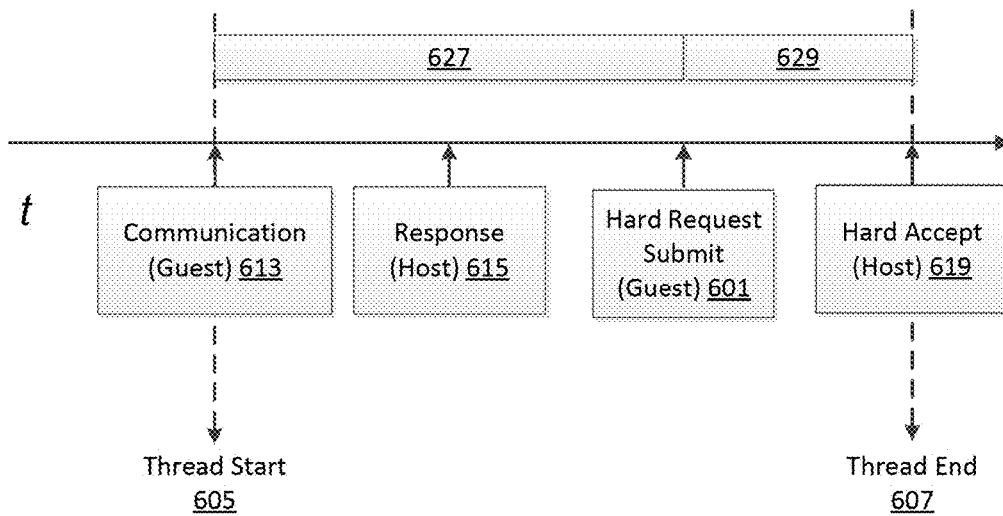 627
629
t
Communication
(Guest) 613
Response
(Host) 615
Hard Request
Submit
(Guest) 601
Hard Accept
(Host) 619
Thread Start
605
Thread End
607